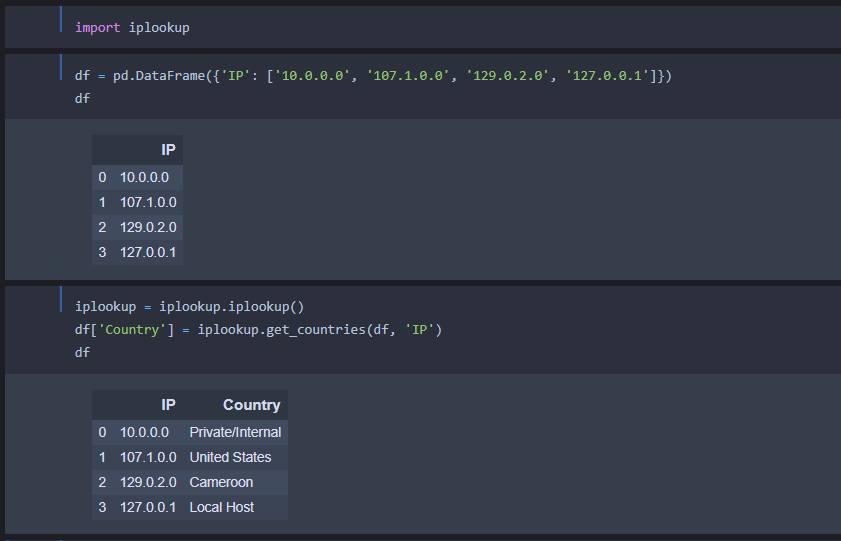 import iplookup
df = pd.DataFrame({'IP': ['10.0.0.0', '107.1.0.0', '129.0.2.0', '127.0.0.1']})
df
IP
0 10.0.0.0
1 107.1.0.0
2 129.0.2.0
3 127.0.0.1
iplookup = iplookup.iplookup()
df['Country'] = iplookup.get_countries(df, 'IP')
df
IP Country
0 10.0.0.0 Private/Internal
1 107.1.0.0 United States
2 129.0.2.0 Cameroon
3 127.0.0.1 Local Host